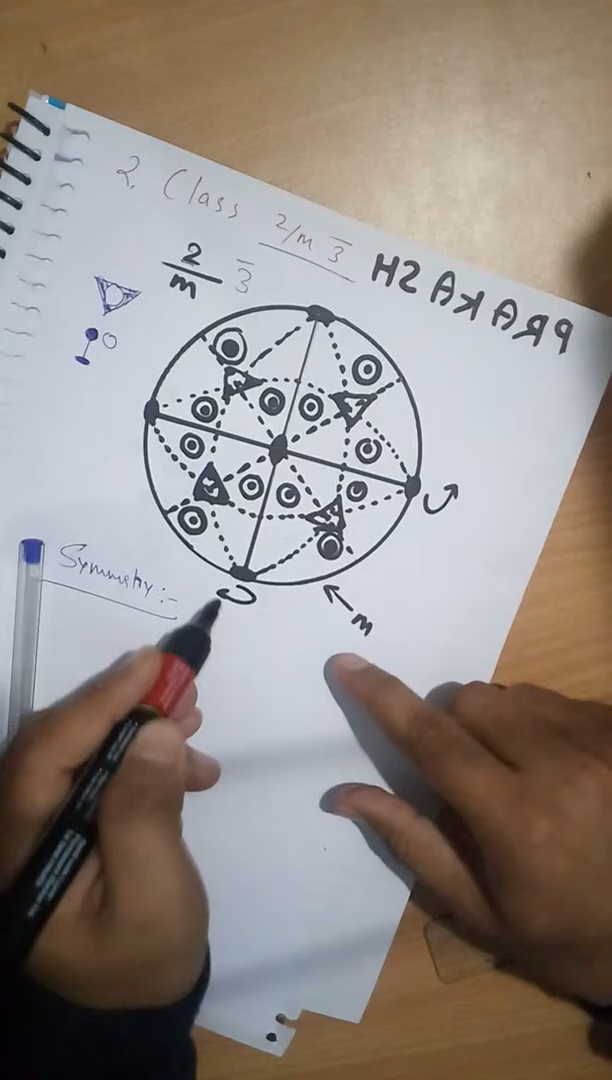 2. Class 2/m 3̅
2/m 3̅
PRAKASH
Symmetry :-
m